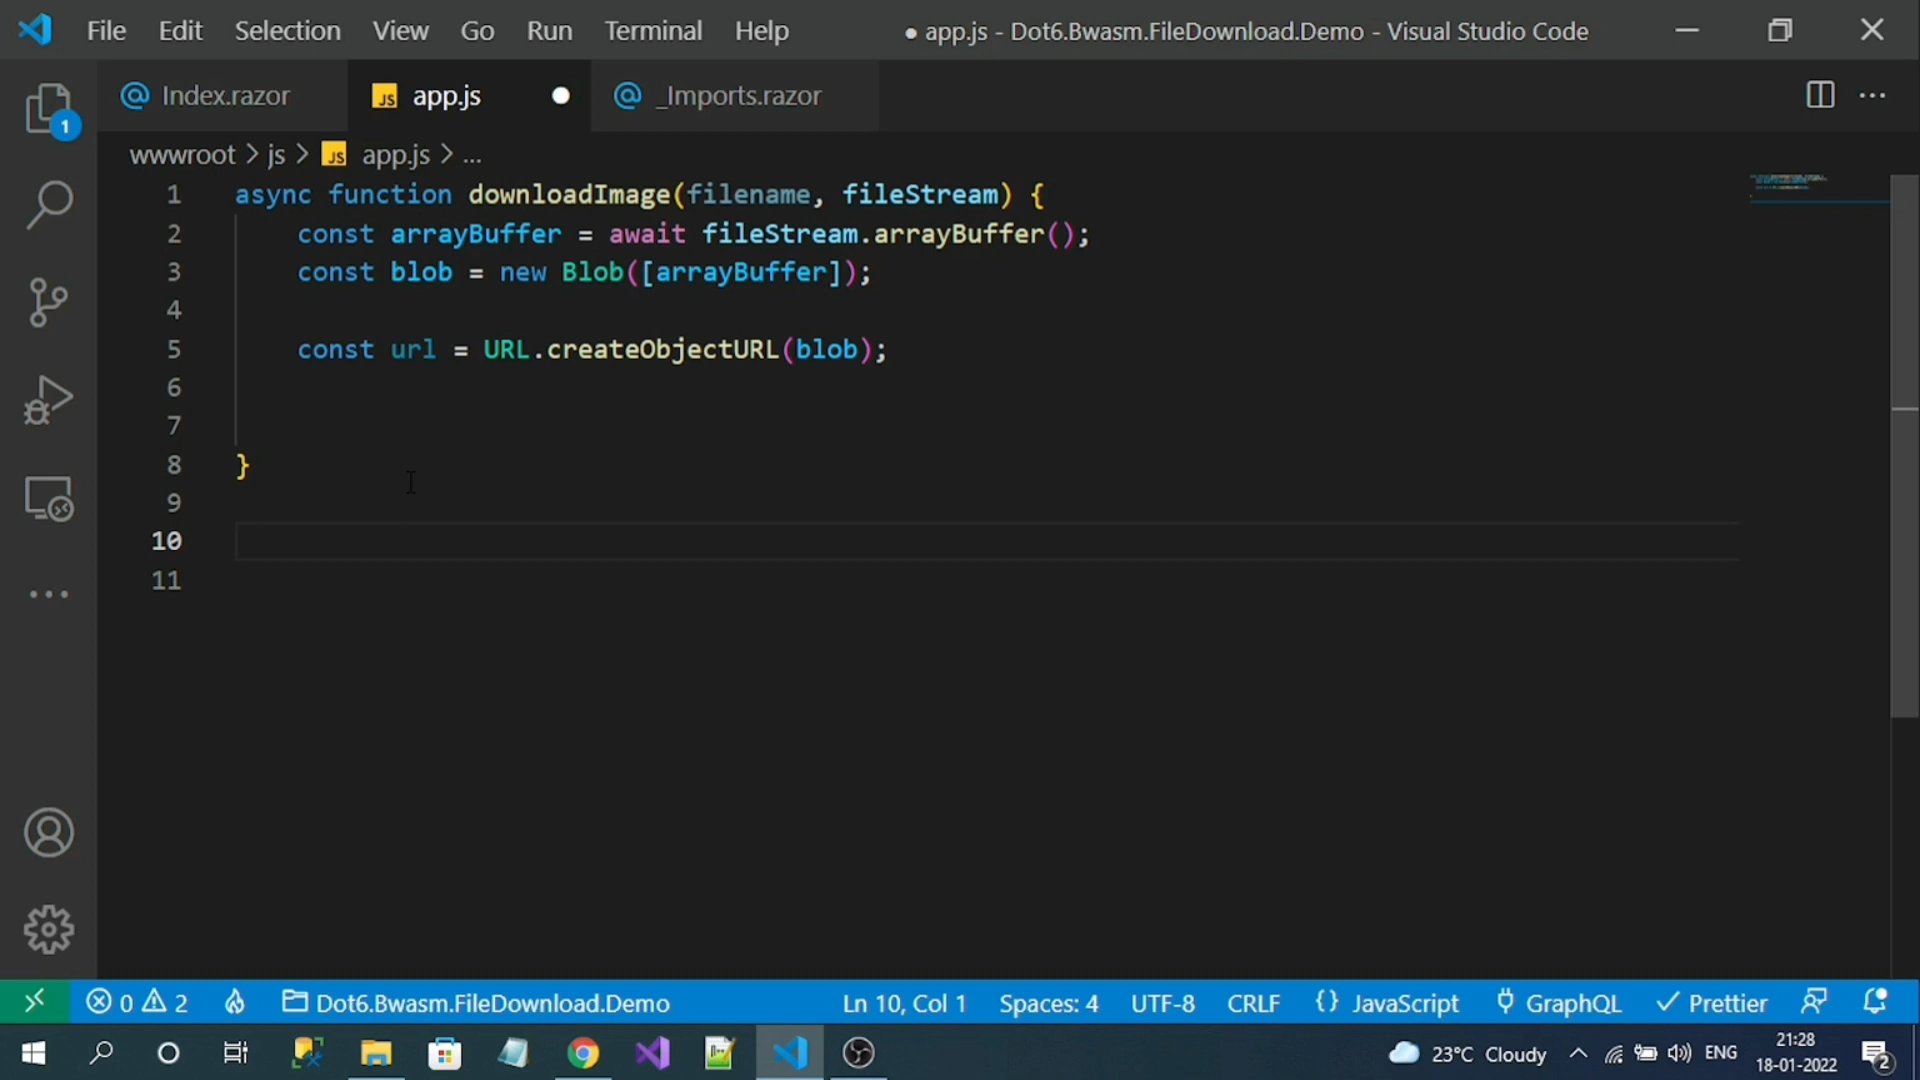 File Edit Selection View Go Run Terminal Help ● app.js - Dot6.Bwasm.FileDownload.Demo - Visual Studio Code
@ Index.razor JS app.js ● @ _Imports.razor ...
1
wwwroot > js > JS app.js > ...
1 async function downloadImage(filename, fileStream) {
2 const arrayBuffer = await fileStream.arrayBuffer();
3 const blob = new Blob([arrayBuffer]);
4
5 const url = URL.createObjectURL(blob);
6
7
8 }
9
10
11
0 2 Dot6.Bwasm.FileDownload.Demo Ln 10, Col 1 Spaces: 4 UTF-8 CRLF {} JavaScript GraphQL Prettier
23°C Cloudy ENG 21:28
18-01-2022 2